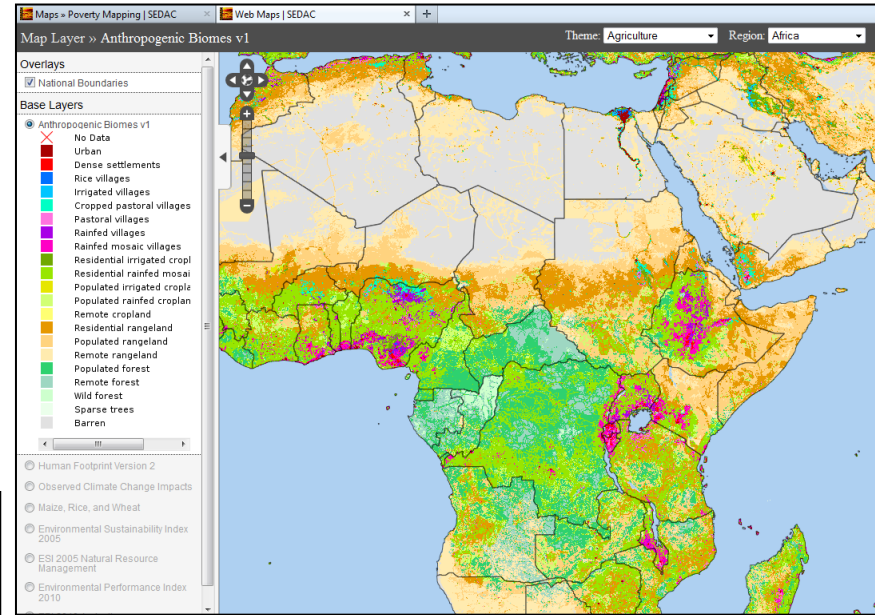 Maps » Poverty Mapping | SEDAC
Web Maps | SEDAC
Map Layer » Anthropogenic Biomes v1
Theme: Agriculture
Region: Africa
Overlays
National Boundaries
Base Layers
Anthropogenic Biomes v1
No Data
Urban
Dense settlements
Rice villages
Irrigated villages
Cropped pastoral villages
Pastoral villages
Rainfed villages
Rainfed mosaic villages
Residential irrigated cropl
Residential rainfed mosai
Populated irrigated cropla
Populated rainfed croplan
Remote cropland
Residential rangeland
Populated rangeland
Remote rangeland
Populated forest
Remote forest
Wild forest
Sparse trees
Barren
Human Footprint Version 2
Observed Climate Change Impacts
Maize, Rice, and Wheat
Environmental Sustainability Index
2005
ESI 2005 Natural Resource
Management
Environmental Performance Index
2010